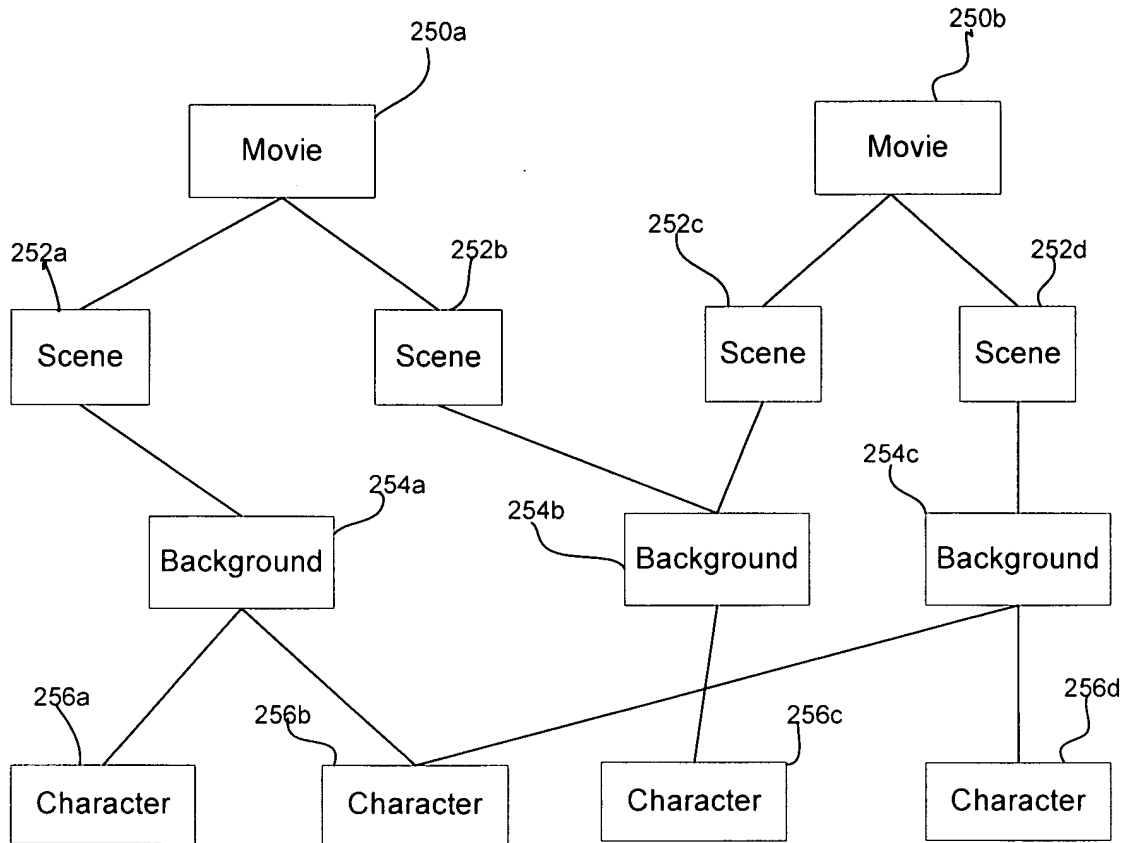 250a
250b
Movie
Movie
252a
252b
252c
252d
Scene
Scene
Scene
Scene
254a
254b
254c
Background
Background
Background
256a
256b
256c
256d
Character
Character
Character
Character